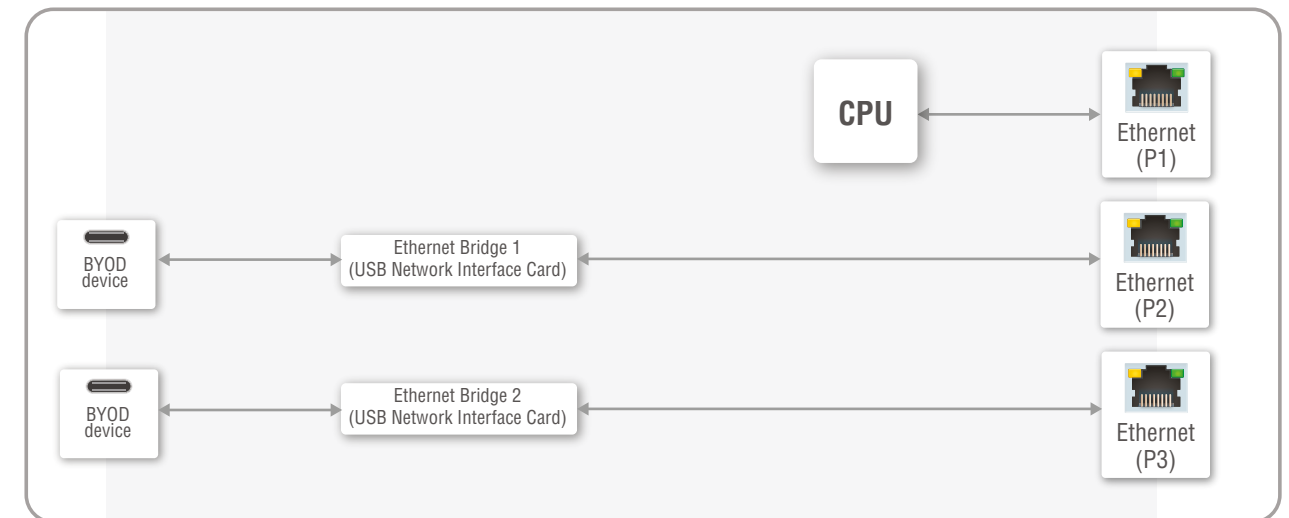 CPU
Ethernet
(P1)
BYOD
device
Ethernet Bridge 1
(USB Network Interface Card)
Ethernet
(P2)
BYOD
device
Ethernet Bridge 2
(USB Network Interface Card)
Ethernet
(P3)